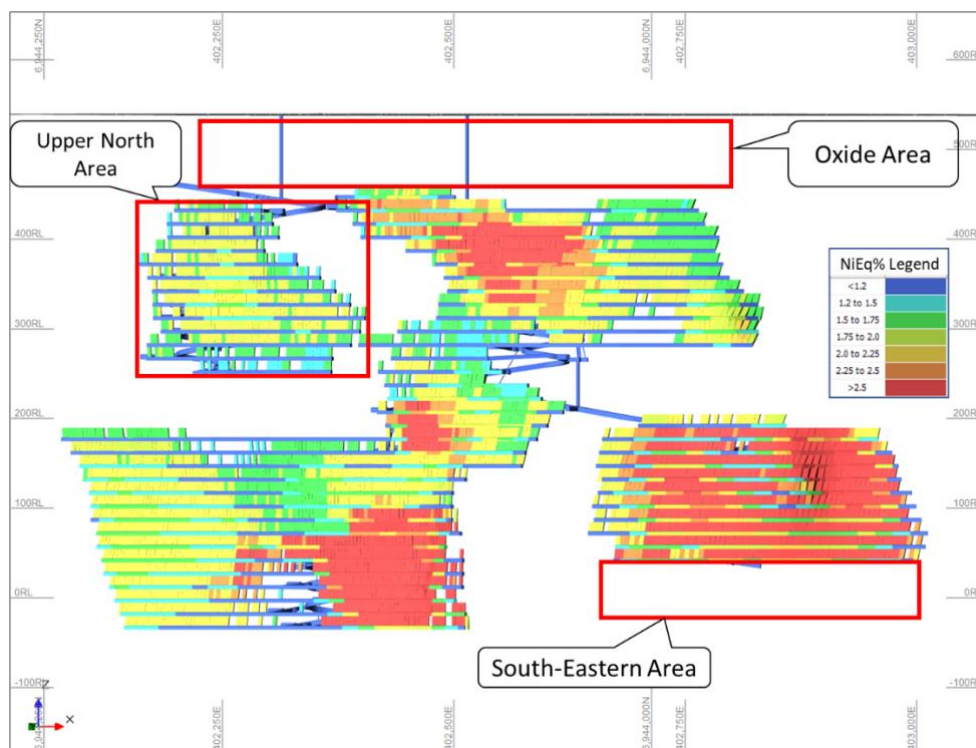 6,944,250N
402,250E
402,500E
6,944,000N
402,750E
403,000E
600RL
Upper North
Area
Oxide Area
500RL
400RL
400RL
NiEq% Legend
<1.2
1.2 to 1.5
1.5 to 1.75
1.75 to 2.0
2.0 to 2.25
2.25 to 2.5
>2.5
300RL
300RL
200RL
200RL
100RL
100RL
0RL
South-Eastern Area
-100RL
Z
X
402,250E
402,500E
6,944,000N
402,750E
403,000E